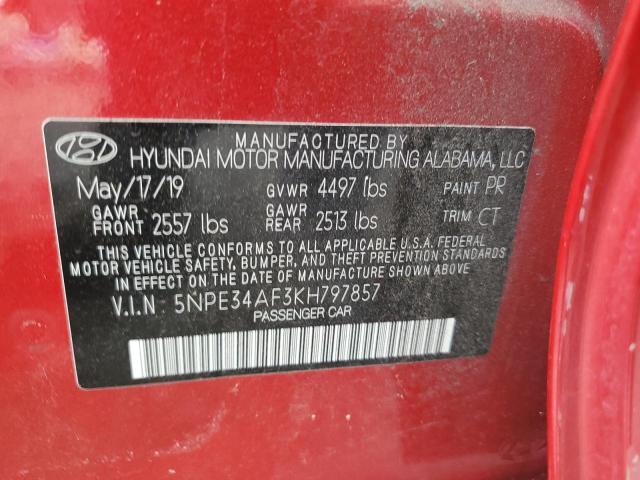 MANUFACTURED BY
HYUNDAI MOTOR MANUFACTURING ALABAMA, LLC
May/17/19 GVWR 4497 lbs PAINT PR
GAWR FRONT 2557 lbs GAWR REAR 2513 lbs TRIM CT
THIS VEHICLE CONFORMS TO ALL APPLICABLE U.S.A. FEDERAL
MOTOR VEHICLE SAFETY, BUMPER, AND THEFT PREVENTION STANDARDS
IN EFFECT ON THE DATE OF MANUFACTURE SHOWN ABOVE.
V.I.N : 5NPE34AF3KH797857
PASSENGER CAR